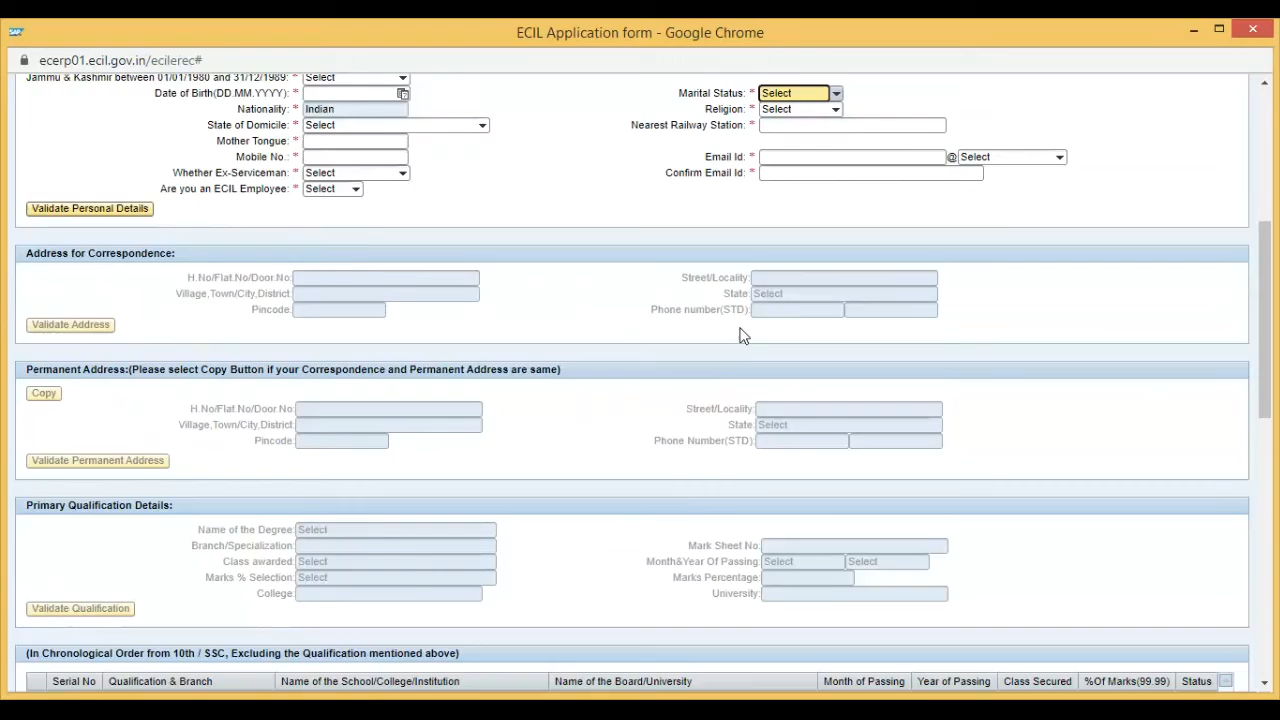 SAP
ECIL Application form - Google Chrome
ecerp01.ecil.gov.in/ecilerec#
Jammu & Kashmir between 01/01/1980 and 31/12/1989: * Select
Date of Birth(DD.MM.YYYY): * Marital Status: * Select
Nationality: * Indian Religion: * Select
State of Domicile: * Select Nearest Railway Station: *
Mother Tongue: *
Mobile No.: * Email Id: * @ Select
Whether Ex-Serviceman: * Select Confirm Email Id: *
Are you an ECIL Employee: * Select
Validate Personal Details
Address for Correspondence:
H.No/Flat.No/Door.No: Street/Locality:
Village,Town/City,District: State: Select
Pincode: Phone number(STD):
Validate Address
Permanent Address:(Please select Copy Button if your Correspondence and Permanent Address are same)
Copy
H.No/Flat.No/Door.No: Street/Locality:
Village,Town/City,District: State: Select
Pincode: Phone Number(STD):
Validate Permanent Address
Primary Qualification Details:
Name of the Degree: Select
Branch/Specialization: Mark Sheet No:
Class awarded: Select Month&Year Of Passing: Select Select
Marks % Selection: Select Marks Percentage:
College: University:
Validate Qualification
(In Chronological Order from 10th / SSC, Excluding the Qualification mentioned above)
Serial No Qualification & Branch Name of the School/College/Institution Name of the Board/University Month of Passing Year of Passing Class Secured %Of Marks(99.99) Status